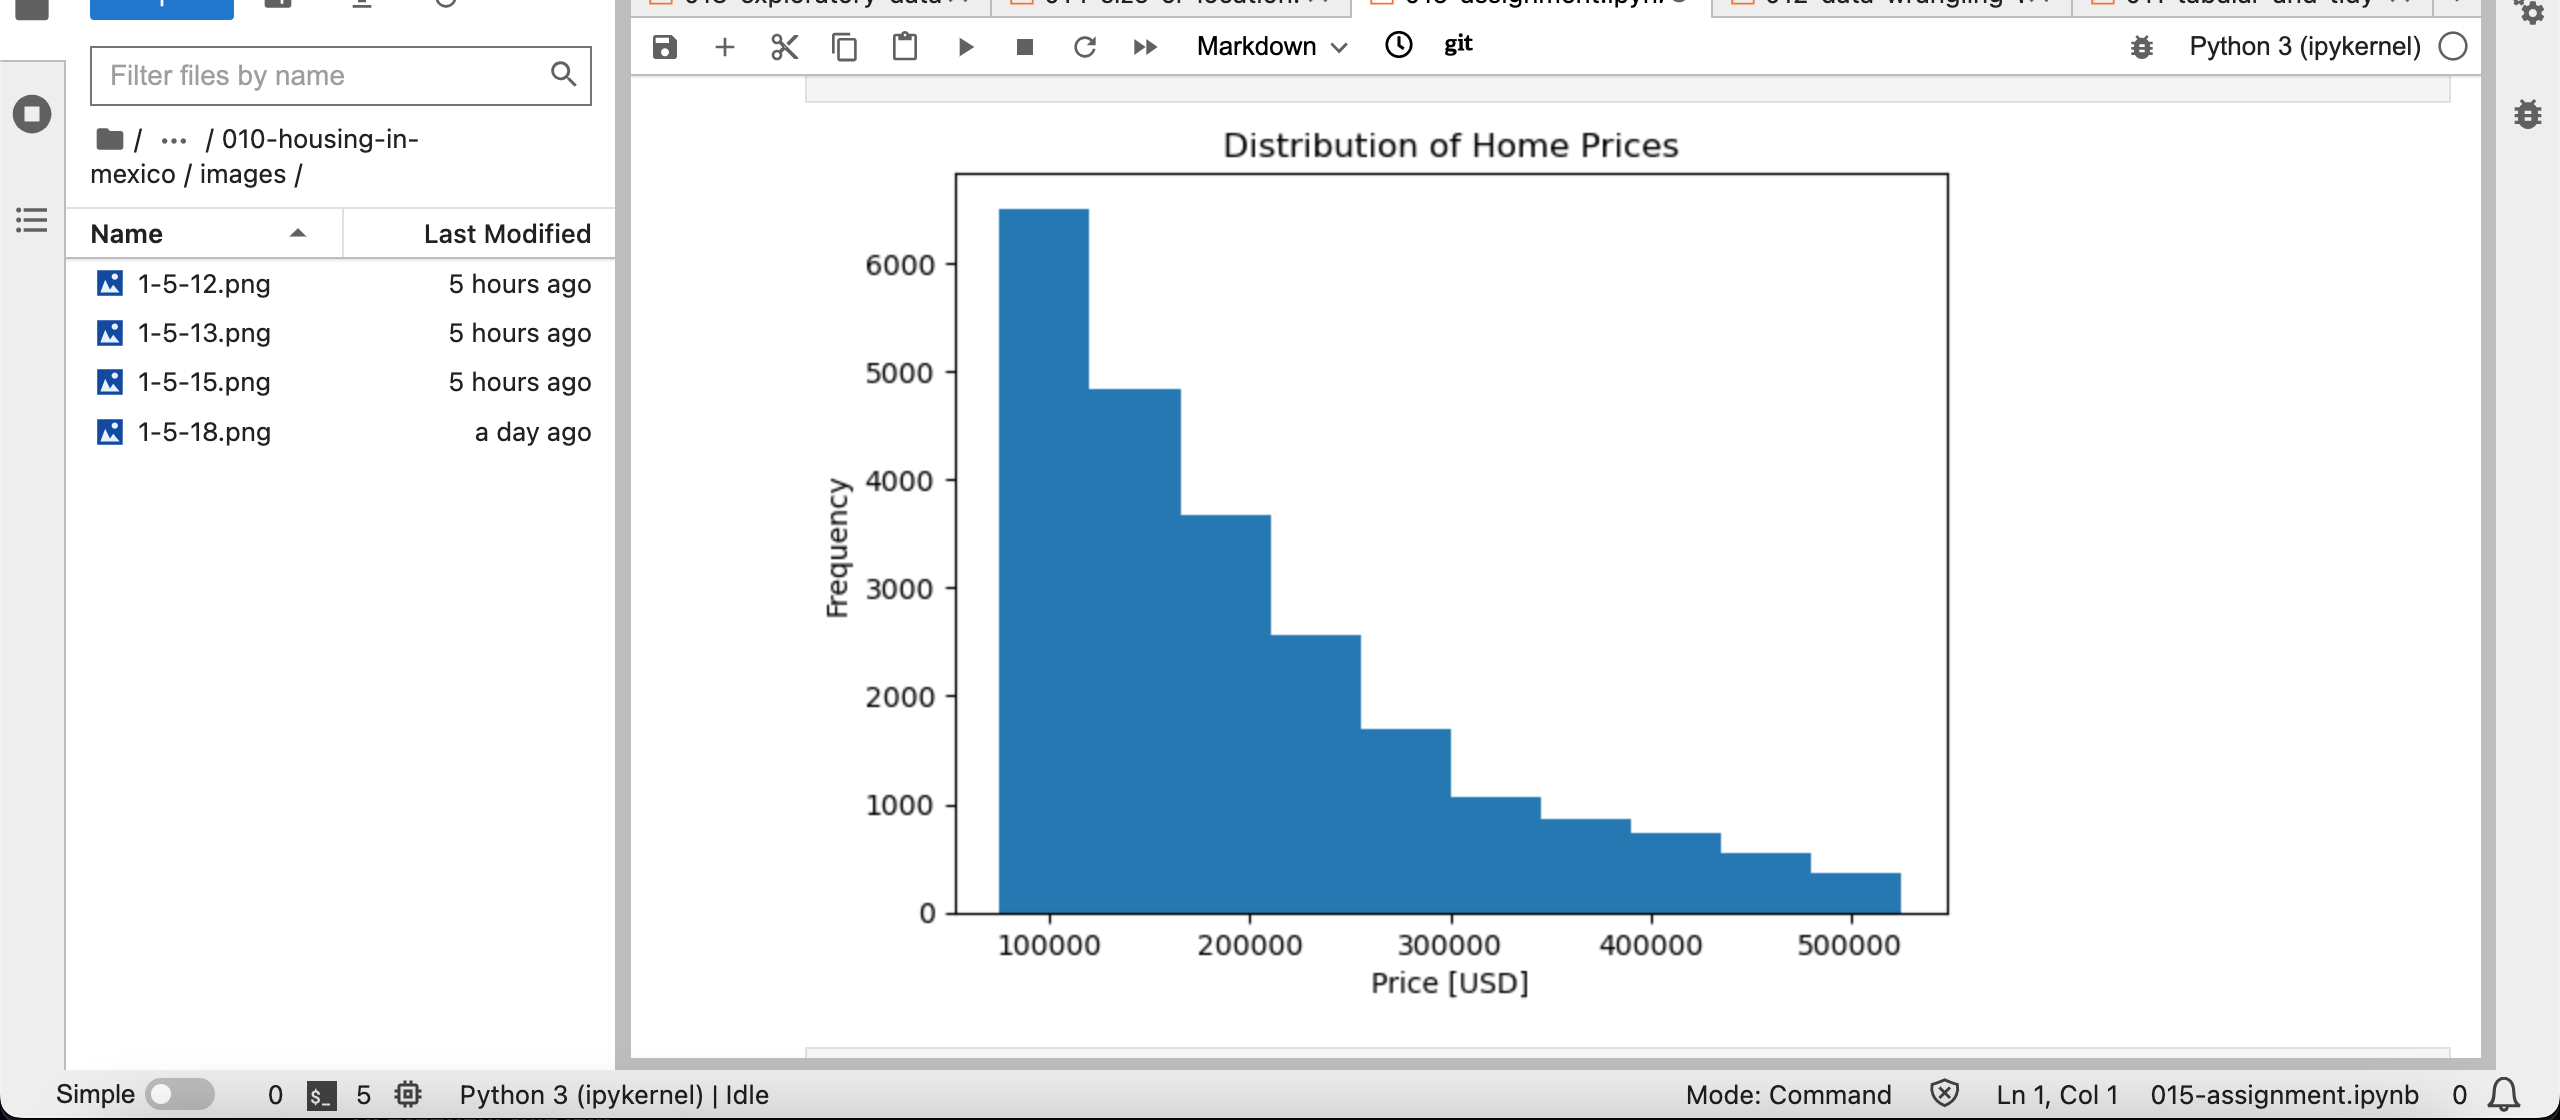 Filter files by name
/ ... / 010-housing-in-
mexico / images /
Name Last Modified
1-5-12.png 5 hours ago
1-5-13.png 5 hours ago
1-5-15.png 5 hours ago
1-5-18.png a day ago
Markdown
git
Python 3 (ipykernel)
Distribution of Home Prices
6000
5000
4000
3000
2000
1000
0
Frequency
100000 200000 300000 400000 500000
Price [USD]
Simple 0 $_ 5 Python 3 (ipykernel) | Idle Mode: Command Ln 1, Col 1 015-assignment.ipynb 0